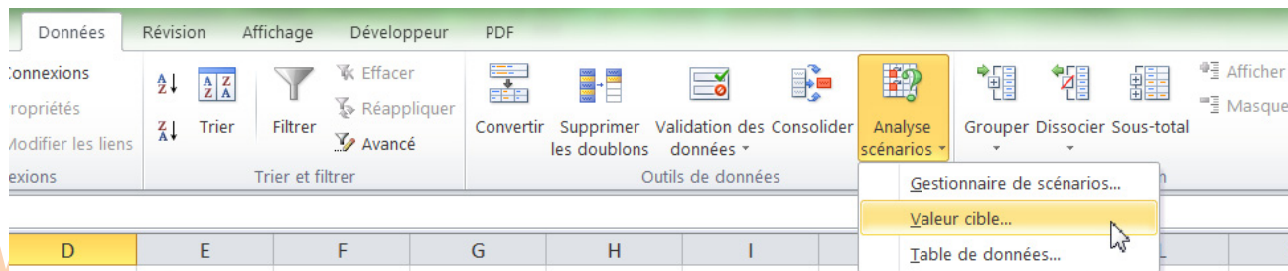 Données Révision Affichage Développeur PDF
Connexions
Propriétés
Modifier les liens
exions
A Z
Z A
A Z Z A
Trier
Filtrer
Effacer
Réappliquer
Avancé
Trier et filtrer
Convertir
Supprimer
les doublons
Validation des
données
Consolider
Outils de données
Analyse
scénarios
Grouper
Dissocier
Sous-total
Afficher
Masque
Gestionnaire de scénarios...
Valeur cible...
Table de données...
D E F G H I L